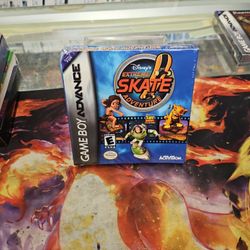 Disney's
EXTREME
SKATE
ADVENTURE
GAME BOY ADVANCE
E
ACTIVISION